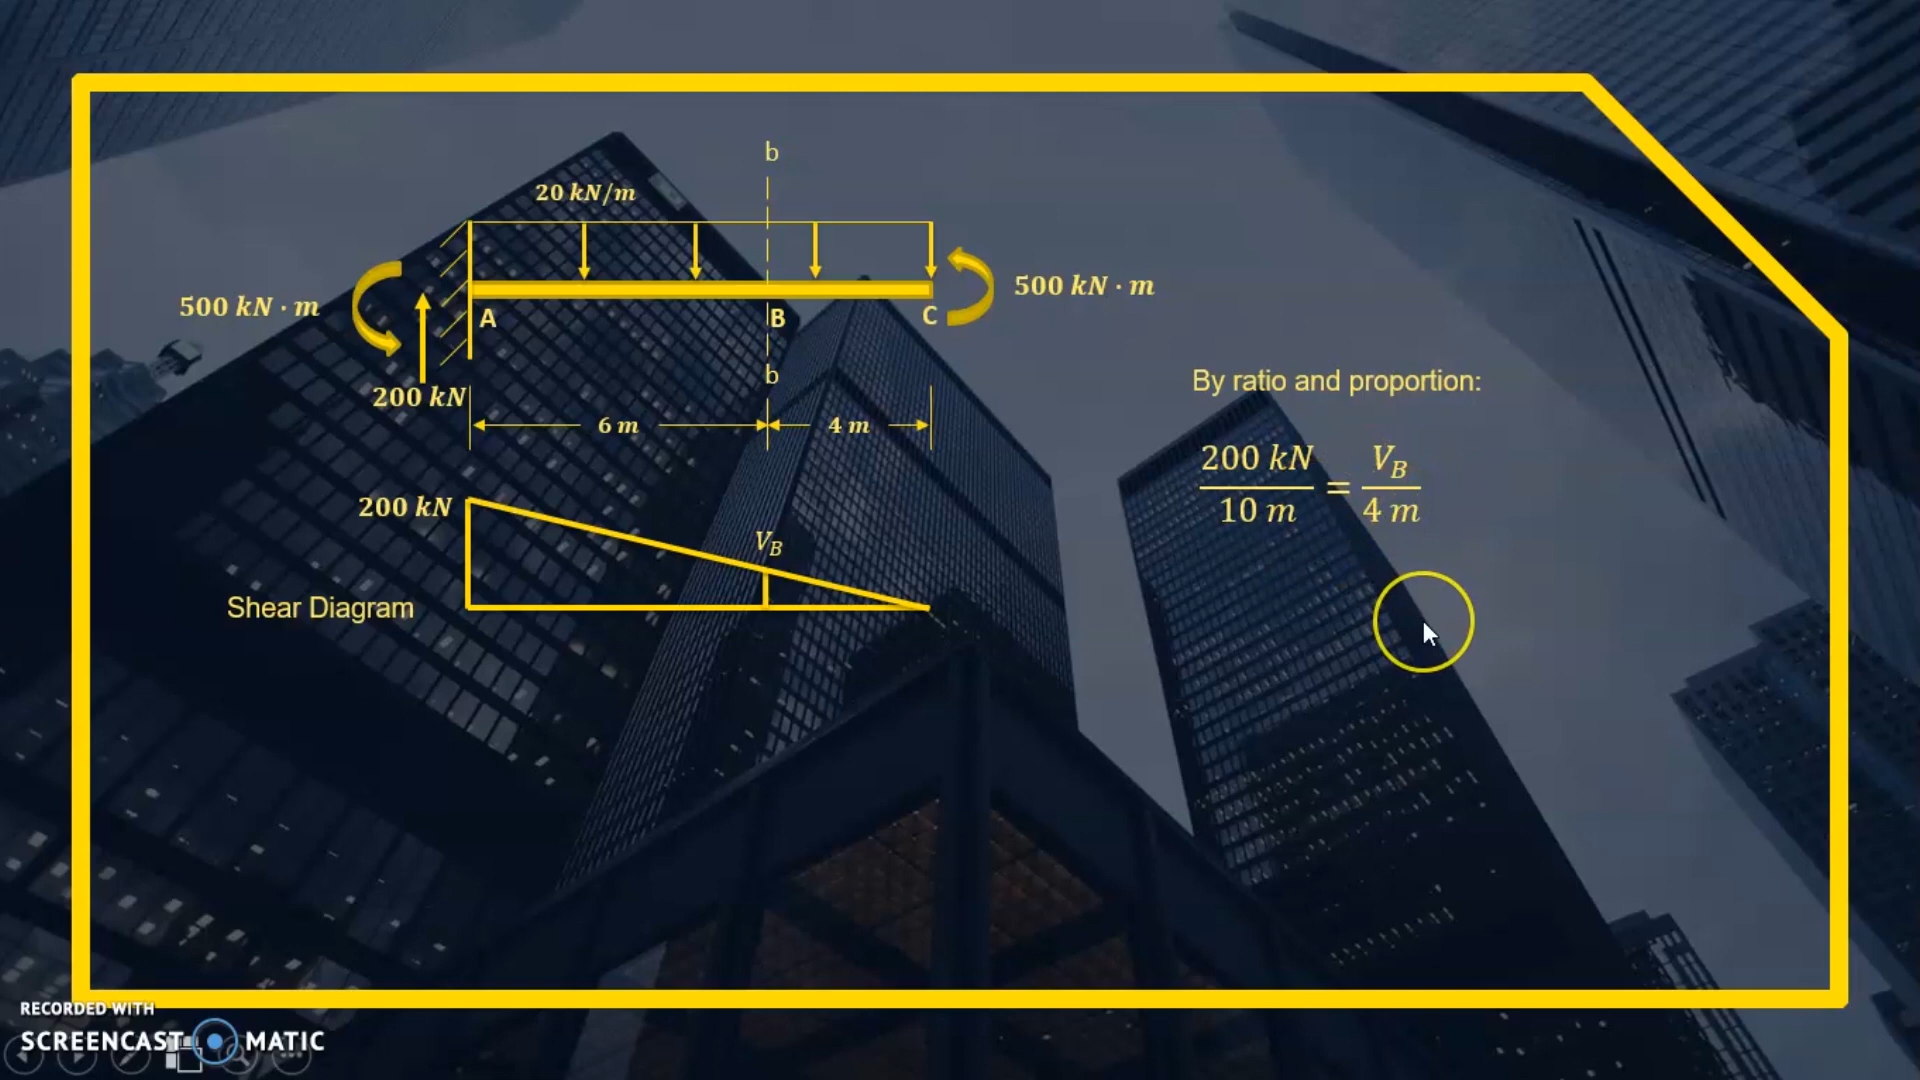 b
20 kN/m
500 kN · m
500 kN · m
A
B
C
b
200 kN
6 m
4 m
By ratio and proportion:
200 kN / 10 m = V_B / 4 m
200 kN
V_B
Shear Diagram
RECORDED WITH
SCREENCAST MATIC